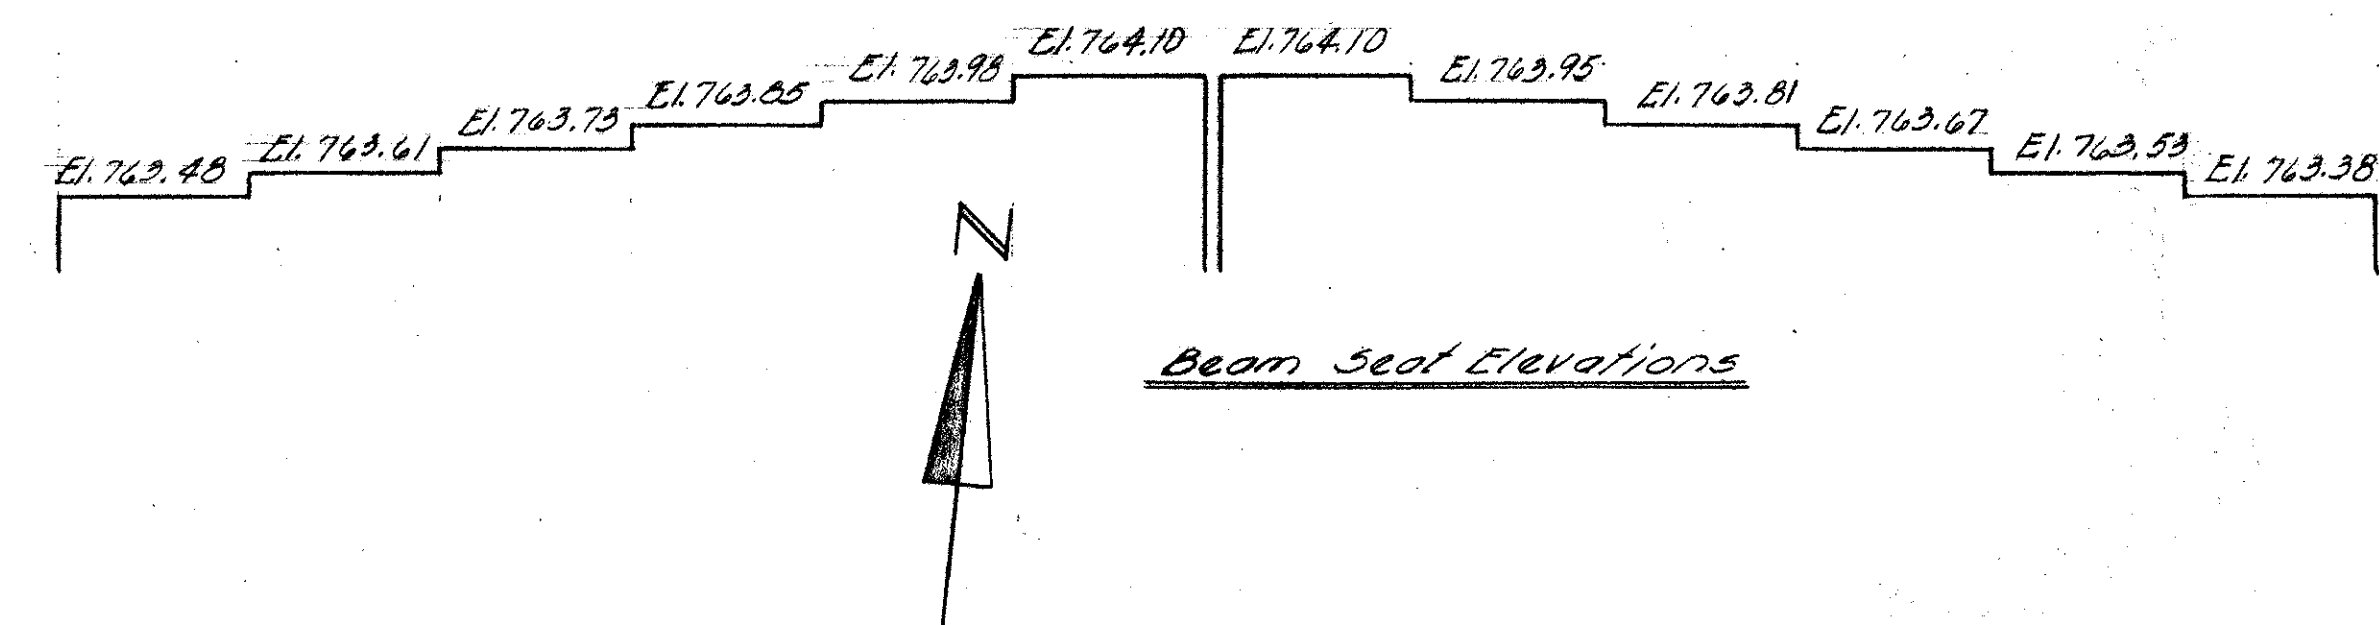 El. 763.48
El. 763.61
El. 763.73
El. 763.85
El. 763.98
El. 764.10
El. 764.10
El. 763.95
El. 763.81
El. 763.67
El. 763.53
El. 763.38
N
Beam Seat Elevations